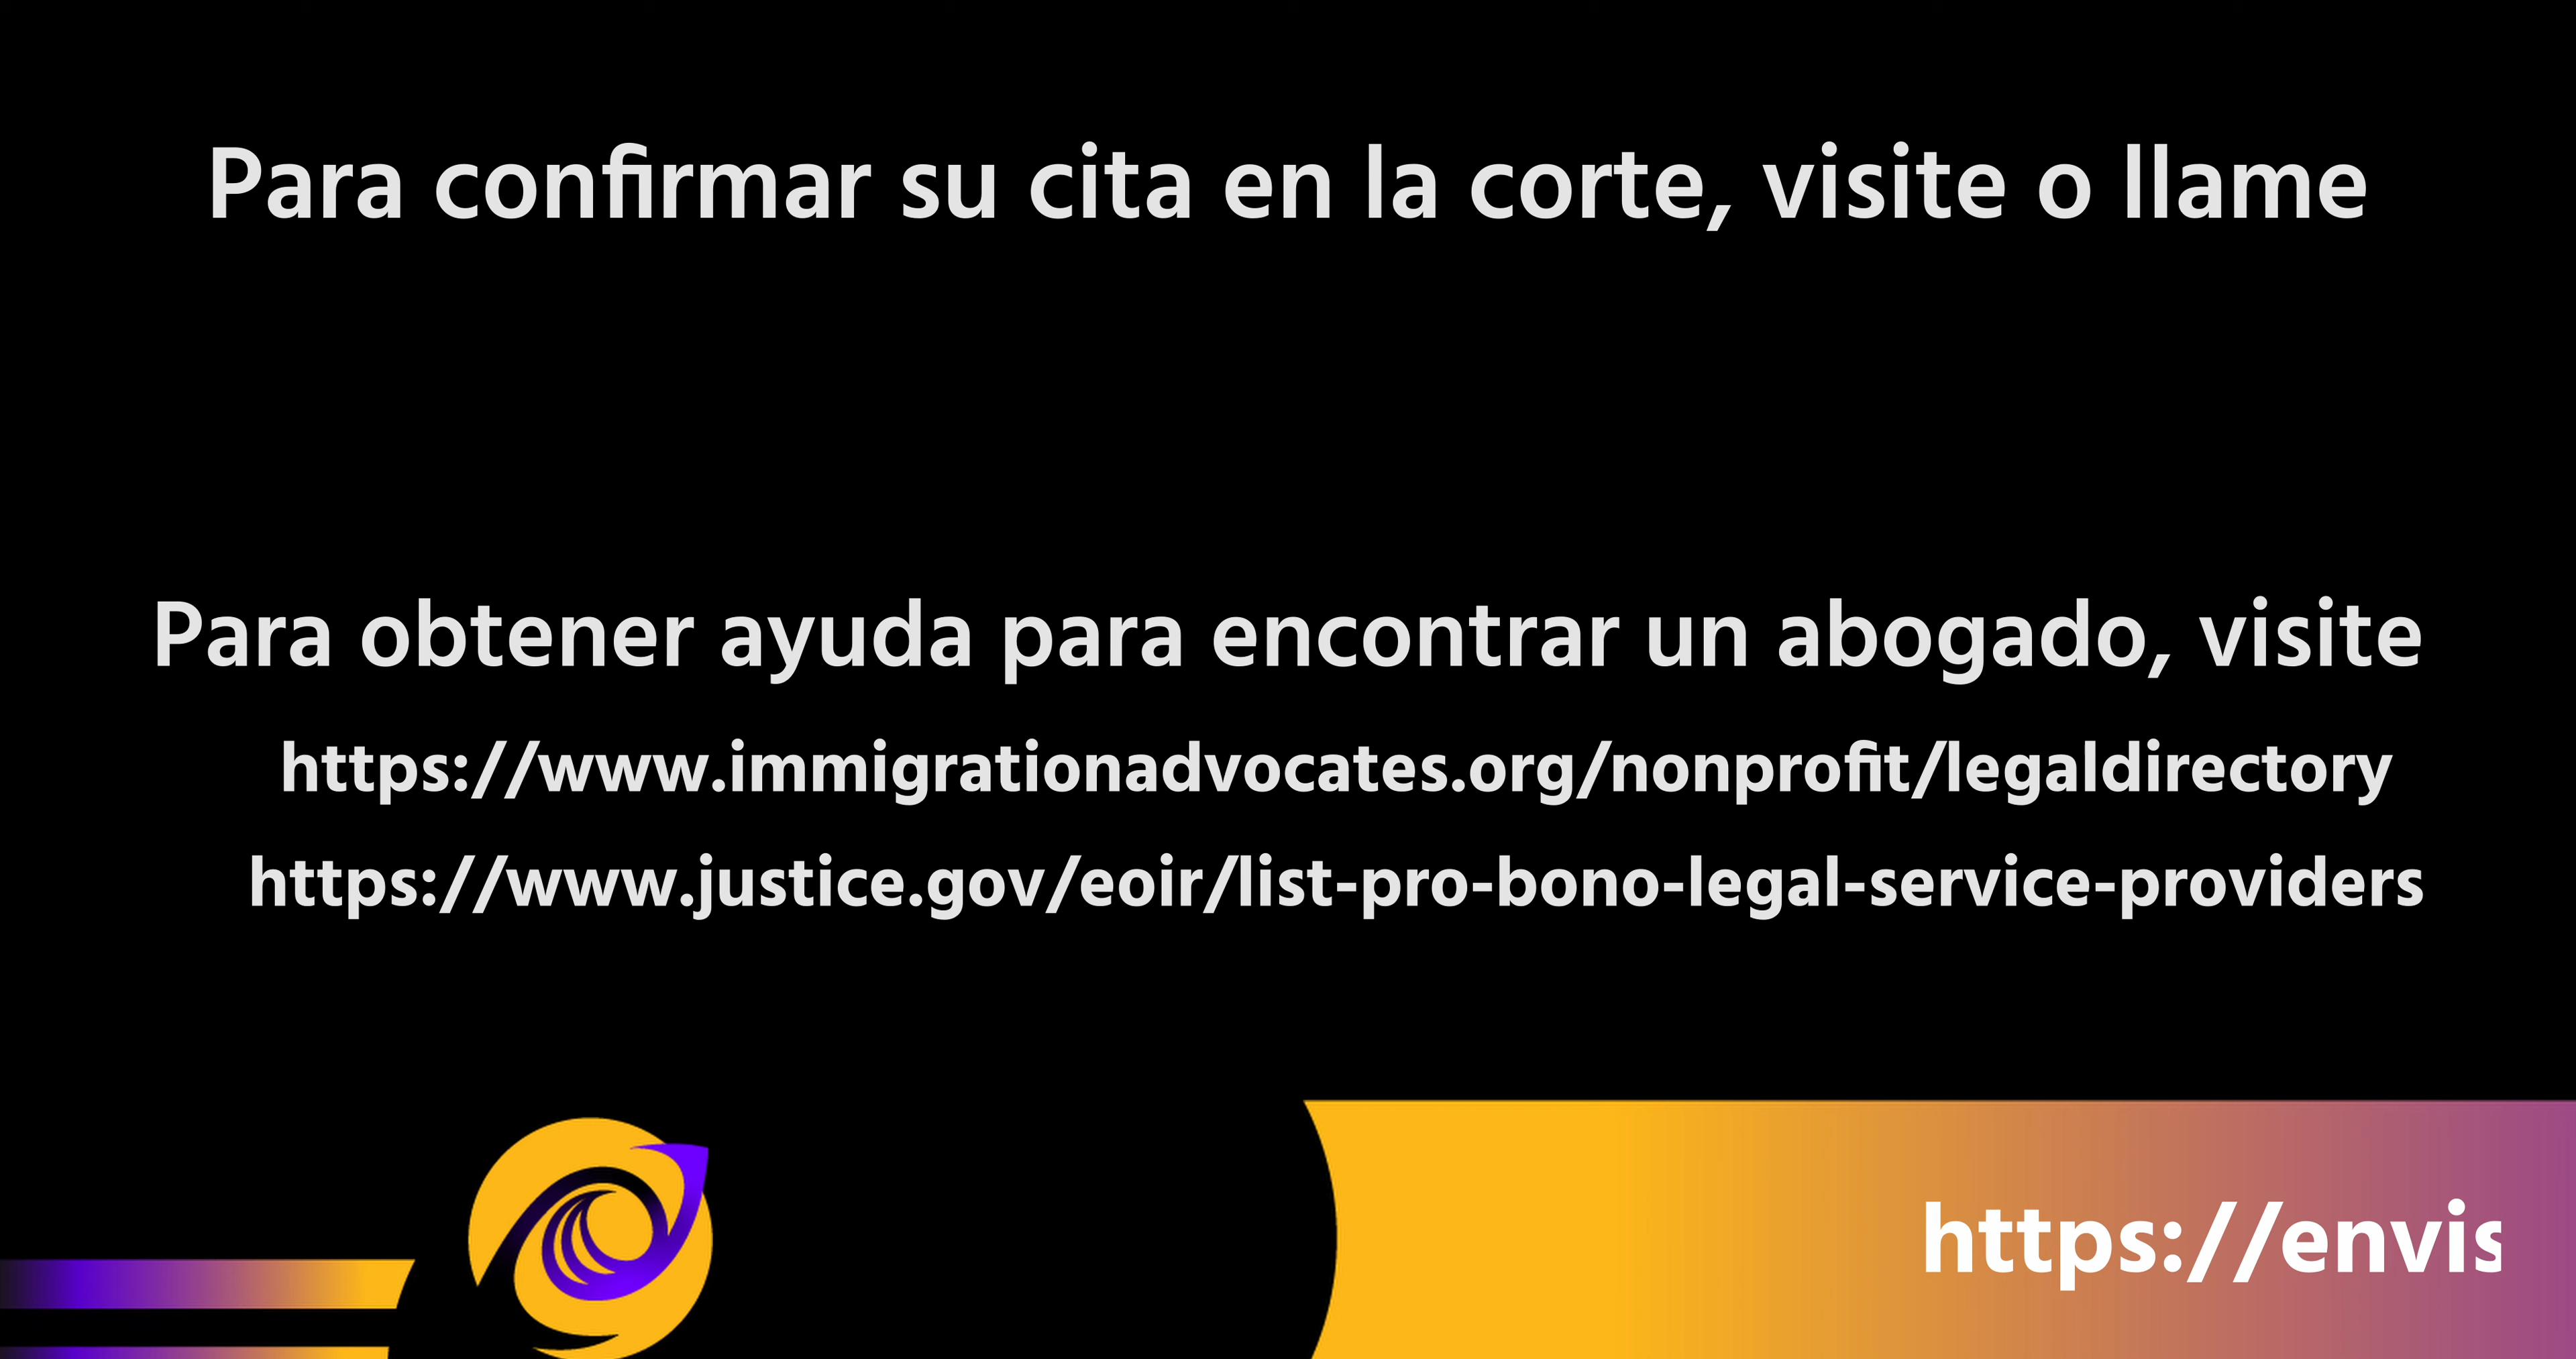 Para confirmar su cita en la corte, visite o llame
Para obtener ayuda para encontrar un abogado, visite
https://www.immigrationadvocates.org/nonprofit/legaldirectory
https://www.justice.gov/eoir/list-pro-bono-legal-service-providers
https://envis